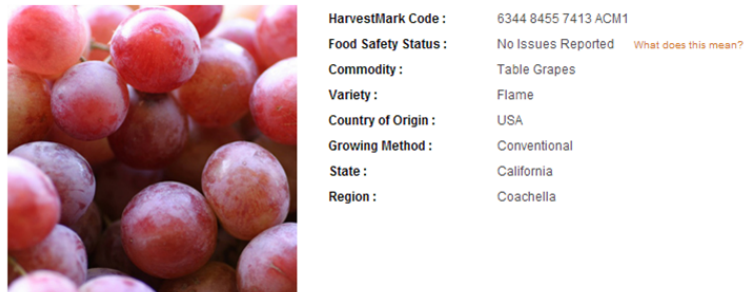 HarvestMark Code : 6344 8455 7413 ACM1
Food Safety Status : No Issues Reported What does this mean?
Commodity : Table Grapes
Variety : Flame
Country of Origin : USA
Growing Method : Conventional
State : California
Region : Coachella